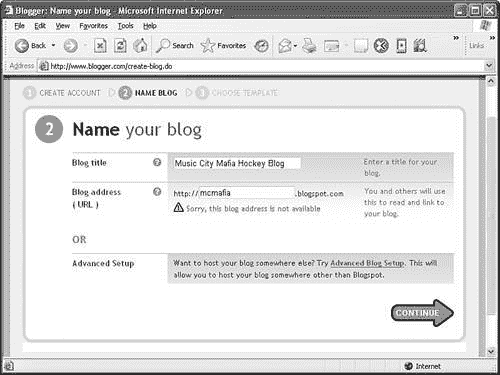 Blogger: Name your blog - Microsoft Internet Explorer
File Edit View Favorites Tools Help
Back Search Favorites Links
Address http://www.blogger.com/create-blog.do
1 CREATE ACCOUNT 2 NAME BLOG 3 CHOOSE TEMPLATE
2 Name your blog
Blog title ? Music City Mafia Hockey Blog Enter a title for your
blog.
Blog address ? http:// mcmafia .blogspot.com You and others will use
( URL ) Sorry, this blog address is not available this to read and link to
your blog.
OR
Advanced Setup Want to host your blog somewhere else? Try Advanced Blog Setup. This will
allow you to host your blog somewhere other than Blogspot.
CONTINUE
Internet